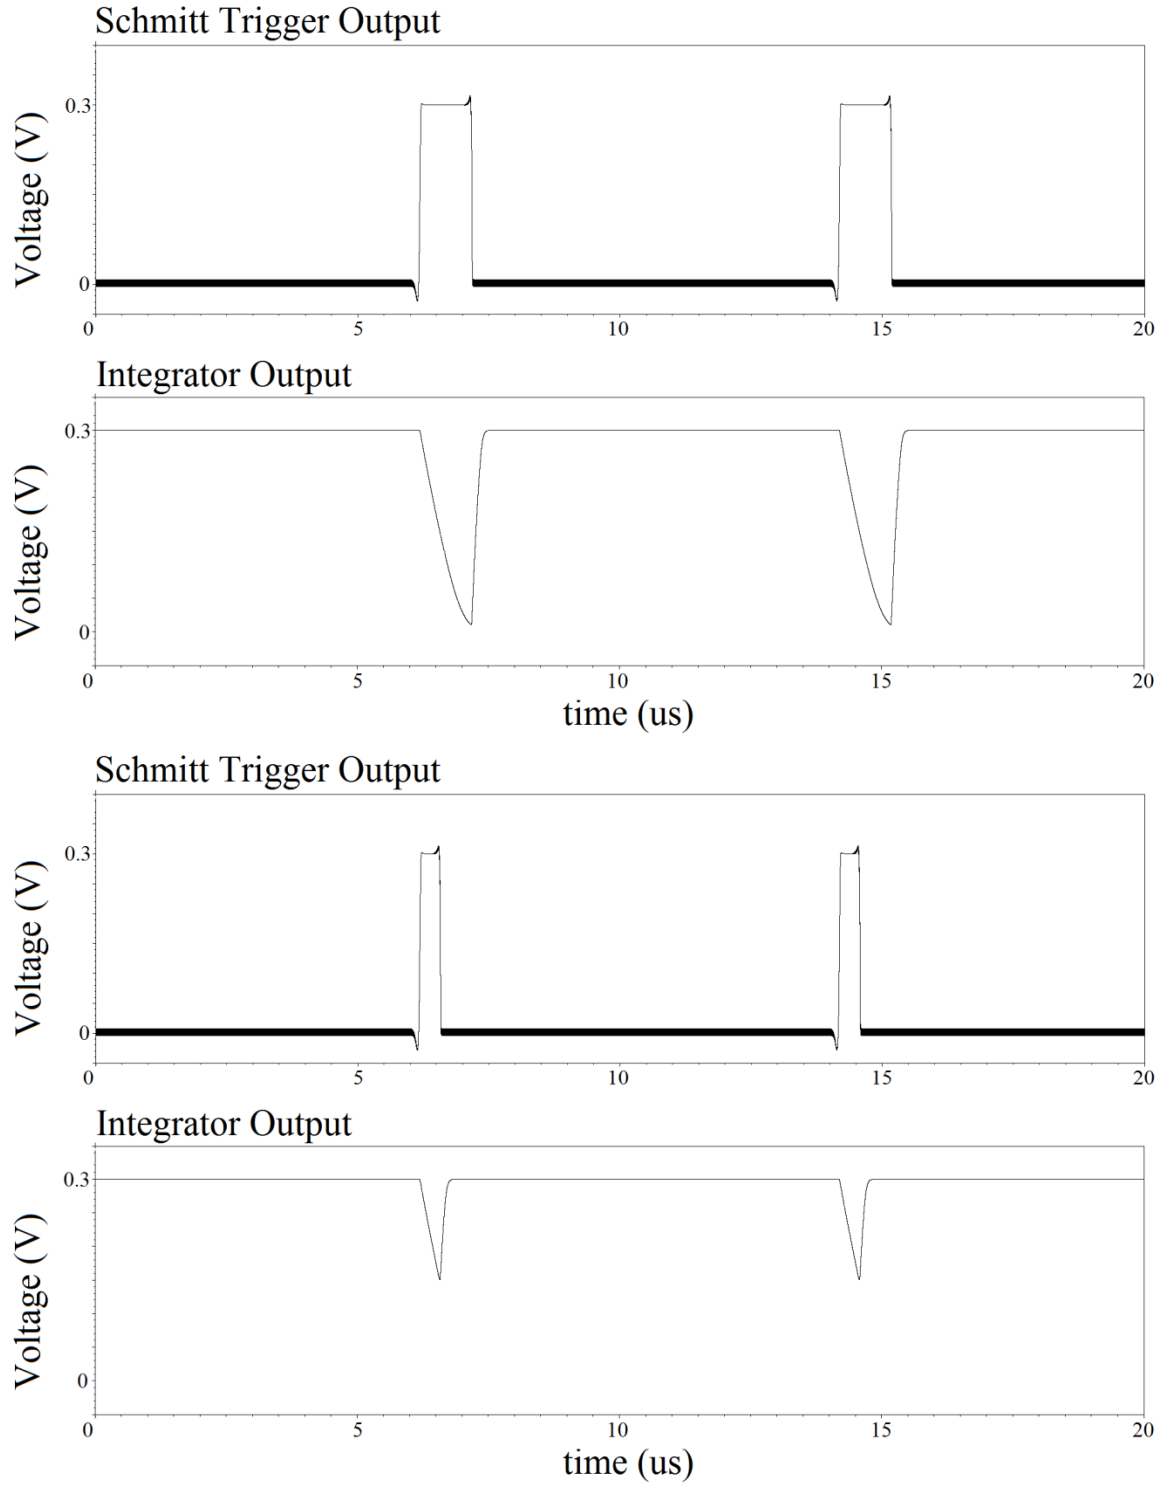 Schmitt Trigger Output
Voltage (V)
0.3
0
0 5 10 15 20
Integrator Output
Voltage (V)
0.3
0
0 5 10 15 20
time (us)
Schmitt Trigger Output
Voltage (V)
0.3
0
0 5 10 15 20
Integrator Output
Voltage (V)
0.3
0
0 5 10 15 20
time (us)